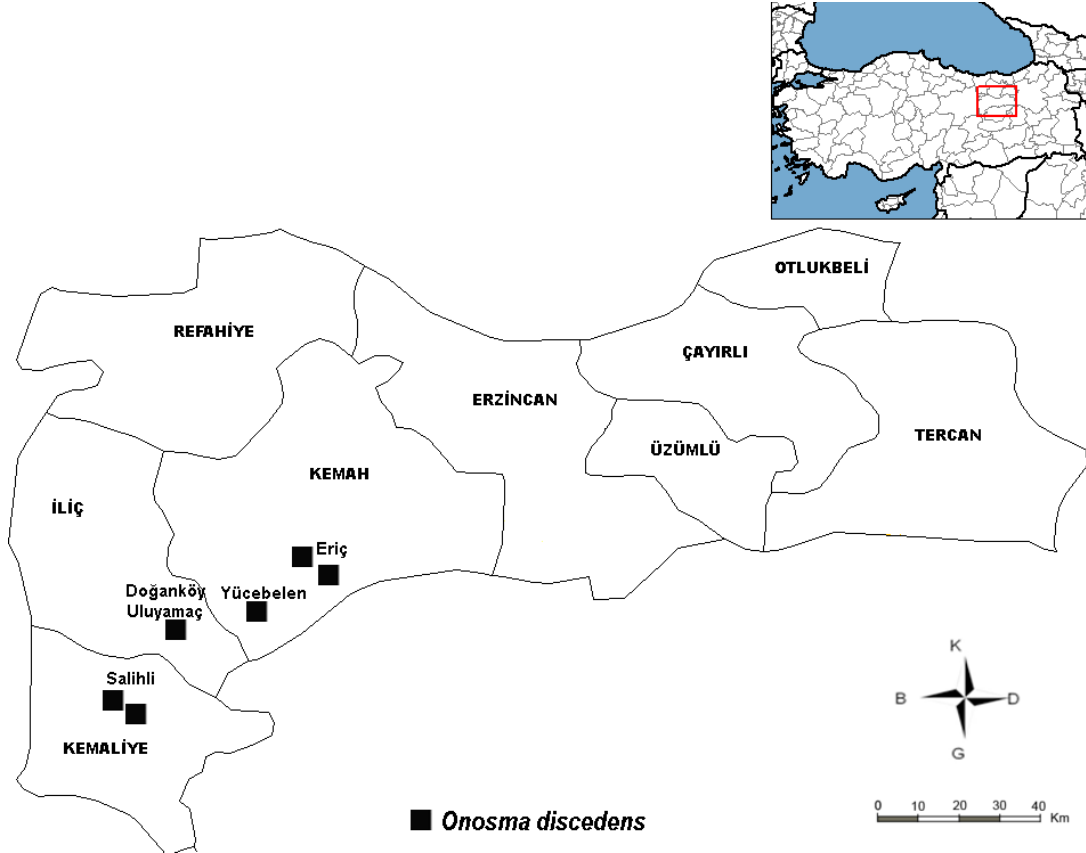 OTLUKBELİ
REFAHİYE
ÇAYIRLI
ERZİNCAN
TERCAN
ÜZÜMLÜ
KEMAH
İLİÇ
Eriç
Doğanköy
Uluyamaç
Yücebelen
Salihli
KEMALİYE
K
B
D
G
0 10 20 30 40
Km
Onosma discedens